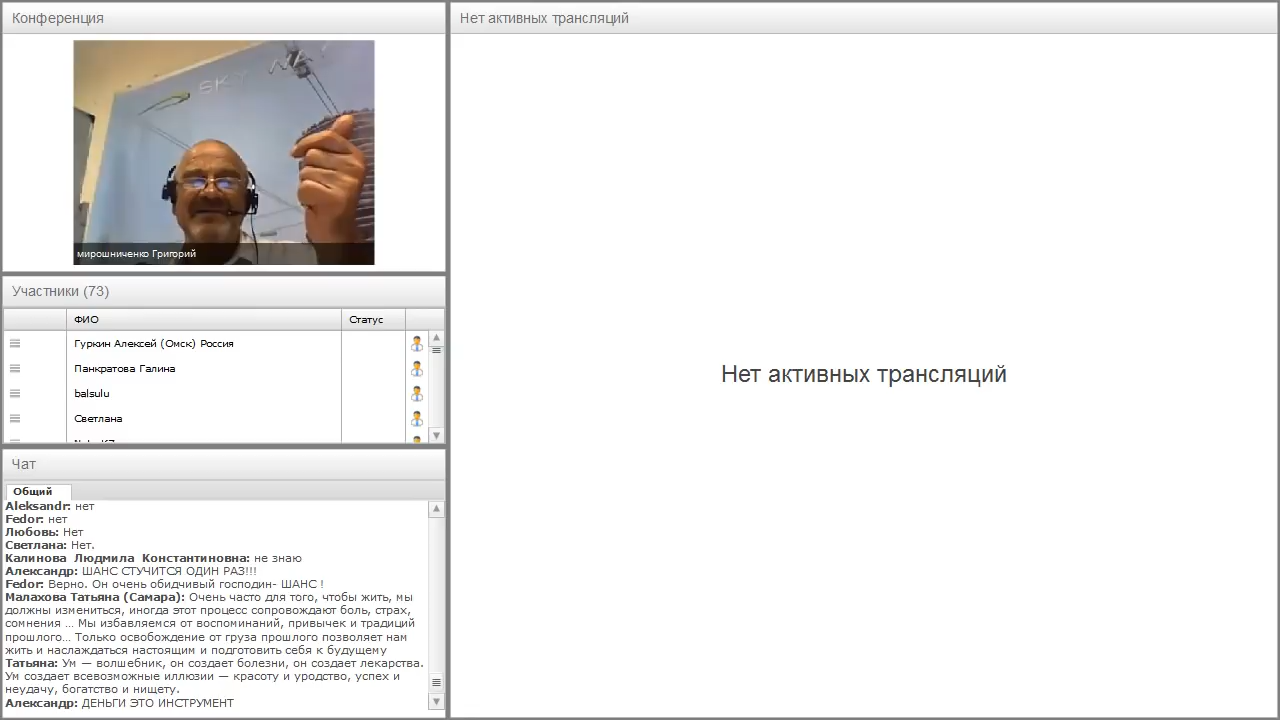 Конференция
Нет активных трансляций
SKY WAY
мирошниченко Григорий
Участники (73)
ФИО
Статус
Гуркин Алексей (Омск) Россия
Панкратова Галина
balsulu
Светлана
Чат
Общий
Aleksandr: нет
Fedor: нет
Любовь: Нет
Светлана: Нет.
Калинова Людмила Константиновна: не знаю
Александр: ШАНС СТУЧИТСЯ ОДИН РАЗ!!!
Fedor: Верно. Он очень обидчивый господин- ШАНС !
Малахова Татьяна (Самара): Очень часто для того, чтобы жить, мы
должны измениться, иногда этот процесс сопровождают боль, страх,
сомнения … Мы избавляемся от воспоминаний, привычек и традиций
прошлого… Только освобождение от груза прошлого позволяет нам
жить и наслаждаться настоящим и подготовить себя к будущему
Татьяна: Ум — волшебник, он создает болезни, он создает лекарства.
Ум создает всевозможные иллюзии — красоту и уродство, успех и
неудачу, богатство и нищету.
Александр: ДЕНЬГИ ЭТО ИНСТРУМЕНТ
Нет активных трансляций